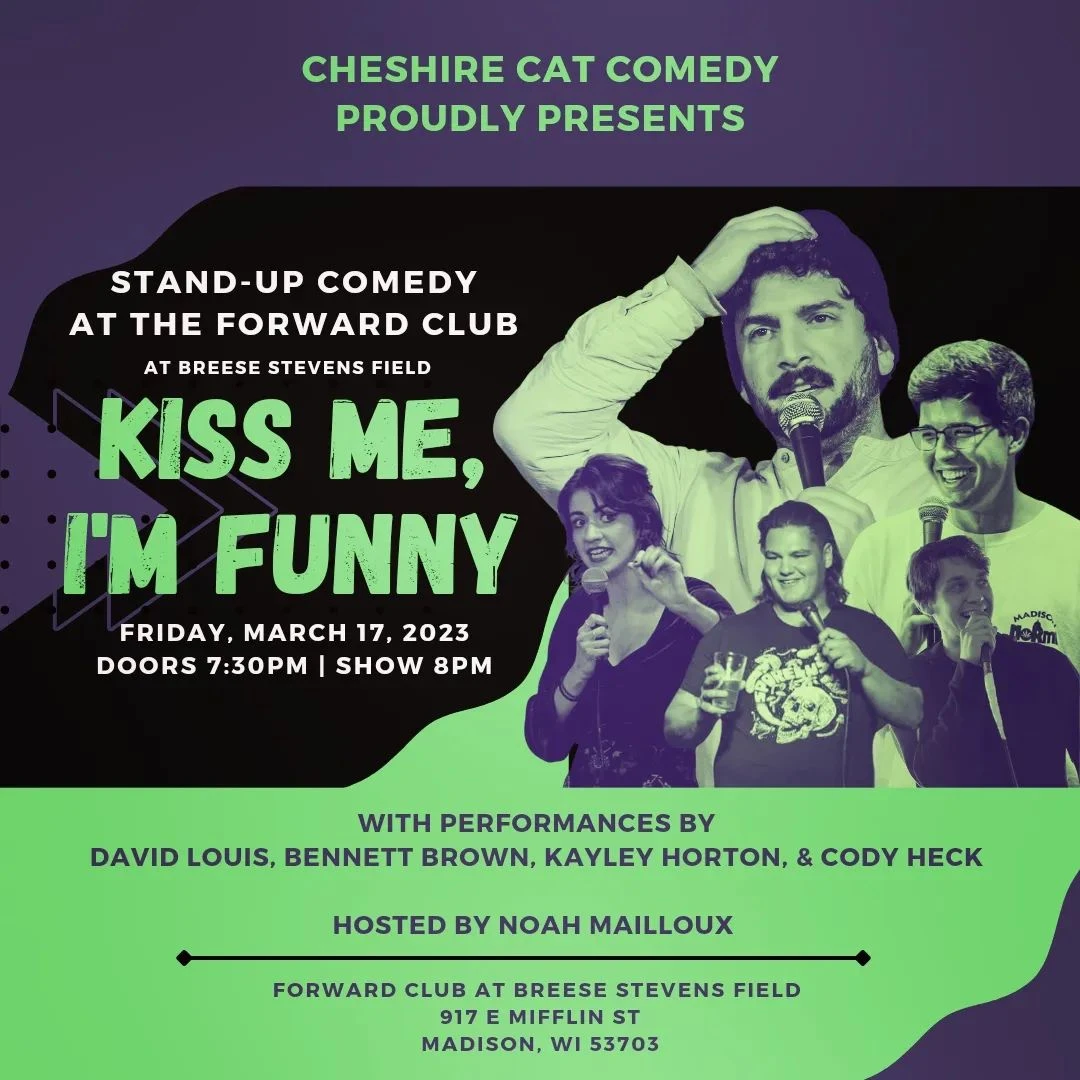 CHESHIRE CAT COMEDY
PROUDLY PRESENTS
STAND-UP COMEDY
AT THE FORWARD CLUB
AT BREESE STEVENS FIELD
KISS ME,
I'M FUNNY
FRIDAY, MARCH 17, 2023
DOORS 7:30PM | SHOW 8PM
NORML
WITH PERFORMANCES BY
DAVID LOUIS, BENNETT BROWN, KAYLEY HORTON, & CODY HECK
HOSTED BY NOAH MAILLOUX
FORWARD CLUB AT BREESE STEVENS FIELD
917 E MIFFLIN ST
MADISON, WI 53703